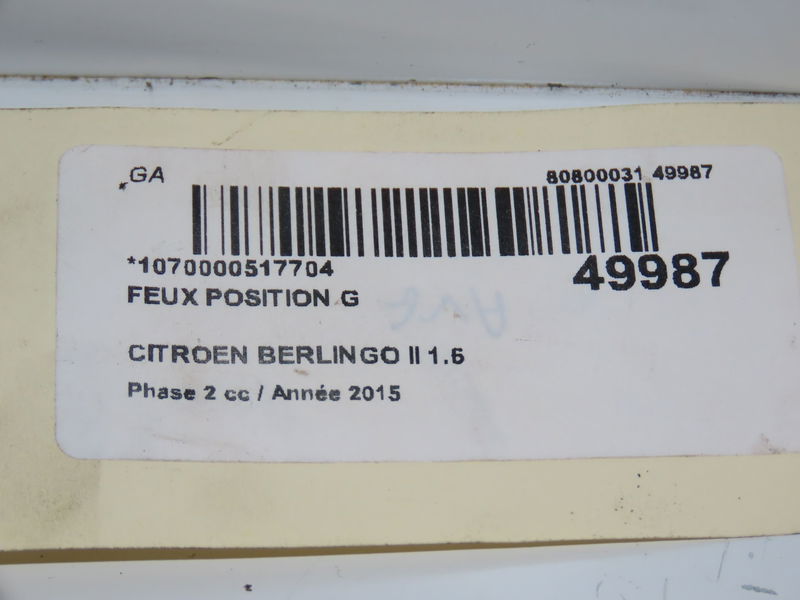 GA
80800031 49987
*1070000517704
49987
FEUX POSITION G
CITROEN BERLINGO II 1.6
Phase 2 cc / Année 2015